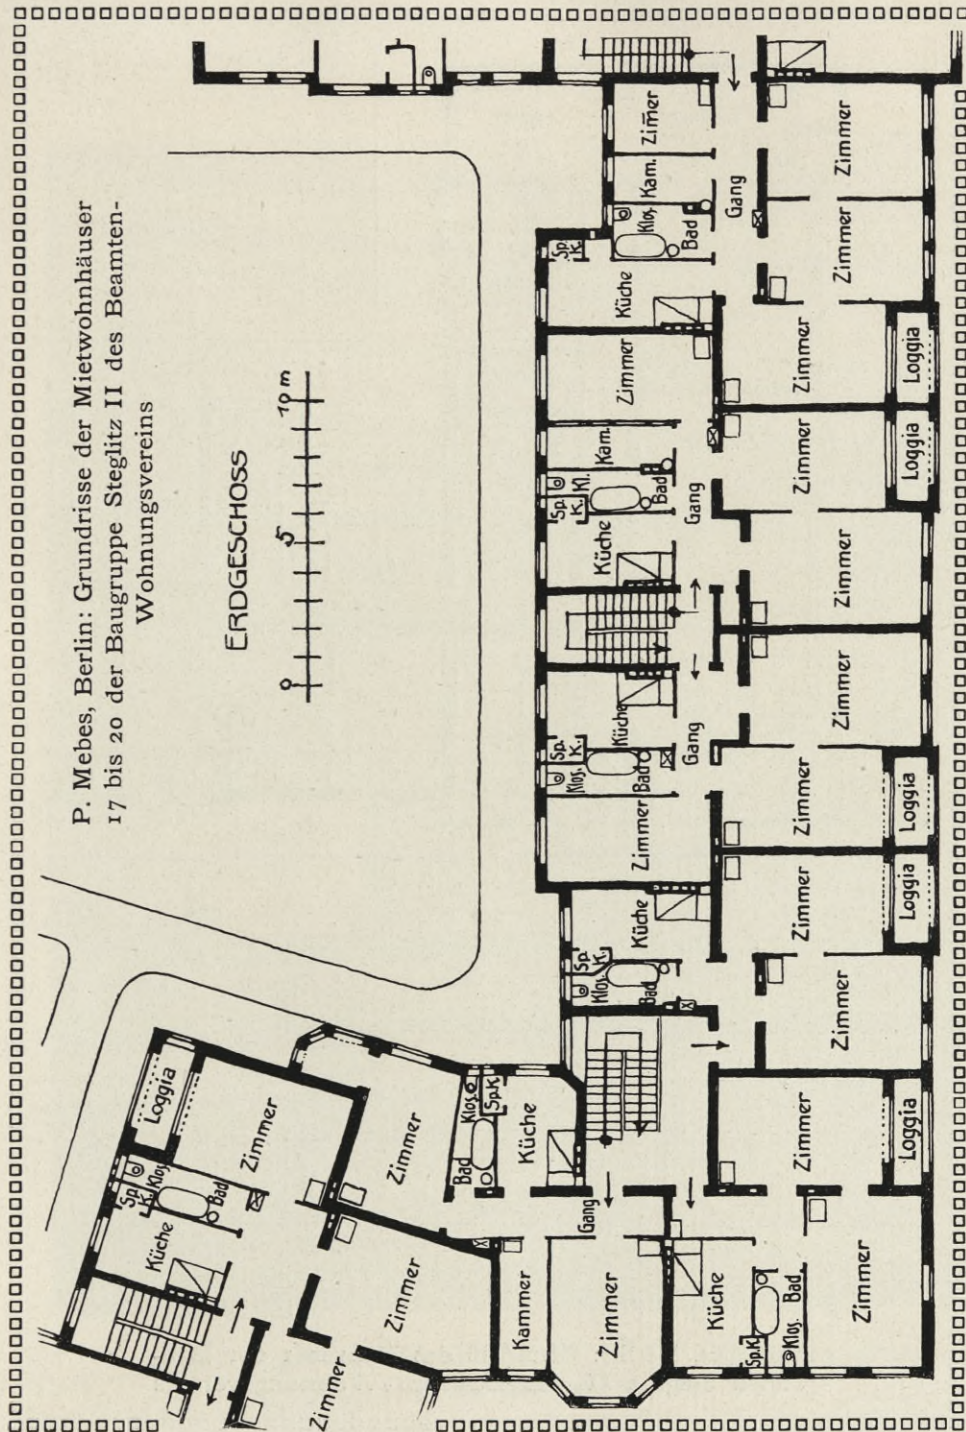 P. Mebes, Berlin: Grundrisse der Mietwohnhäuser
17 bis 20 der Baugruppe Steglitz II des Beamten-
Wohnungsvereins
ERDGESCHOSS
0 5 10 m
Zim̄er
Kam.
Klos.
Bad
Sp.
K.
Küche
Gang
Zimmer
Zimmer
Zimmer
Loggia
Zimmer
Kam.
Kl.
Bad
Sp.
K.
Küche
Gang
Zimmer
Loggia
Zimmer
Küche
Sp.
K.
Klos.
Bad
Gang
Zimmer
Zimmer
Zimmer
Loggia
Küche
Sp.
K.
Klos.
Bad
Zimmer
Loggia
Zimmer
Zimmer
Loggia
Küche
Sp.K.
Klos.
Bad
Zimmer
Gang
Zimmer
Klos.
Sp.K.
Bad
Küche
Kammer
Zimmer
Loggia
Zimmer
Klos.
Sp.
K.
Bad
Küche
Zimmer
Zimmer